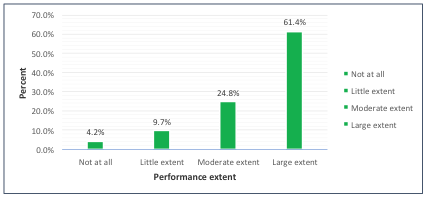 70.0%
60.0%
50.0%
40.0%
30.0%
20.0%
10.0%
0.0%
Percent
4.2%
9.7%
24.8%
61.4%
Not at all
Little extent
Moderate extent
Large extent
Performance extent
Not at all
Little extent
Moderate extent
Large extent